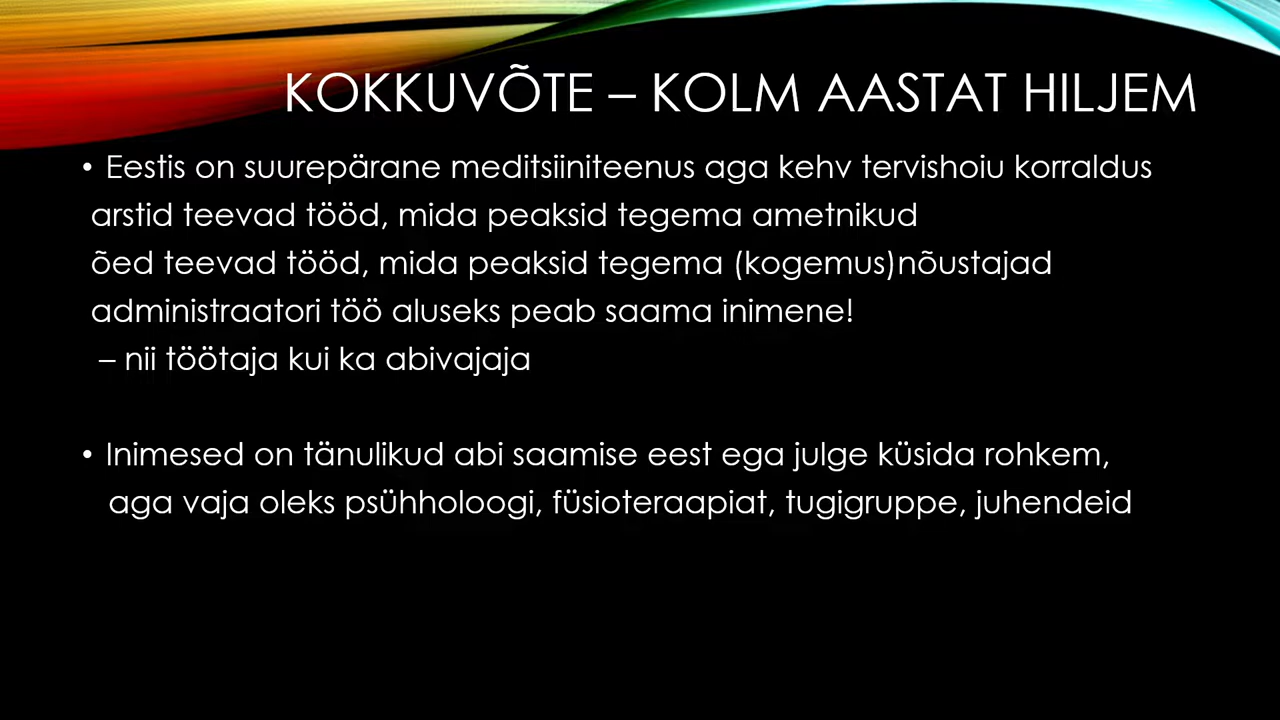 KOKKUVÕTE – KOLM AASTAT HILJEM
• Eestis on suurepärane meditsiiniteenus aga kehv tervishoiu korraldus
arstid teevad tööd, mida peaksid tegema ametnikud
õed teevad tööd, mida peaksid tegema (kogemus)nõustajad
administraatori töö aluseks peab saama inimene!
– nii töötaja kui ka abivajaja
• Inimesed on tänulikud abi saamise eest ega julge küsida rohkem,
aga vaja oleks psühholoogi, füsioteraapiat, tugigruppe, juhendeid